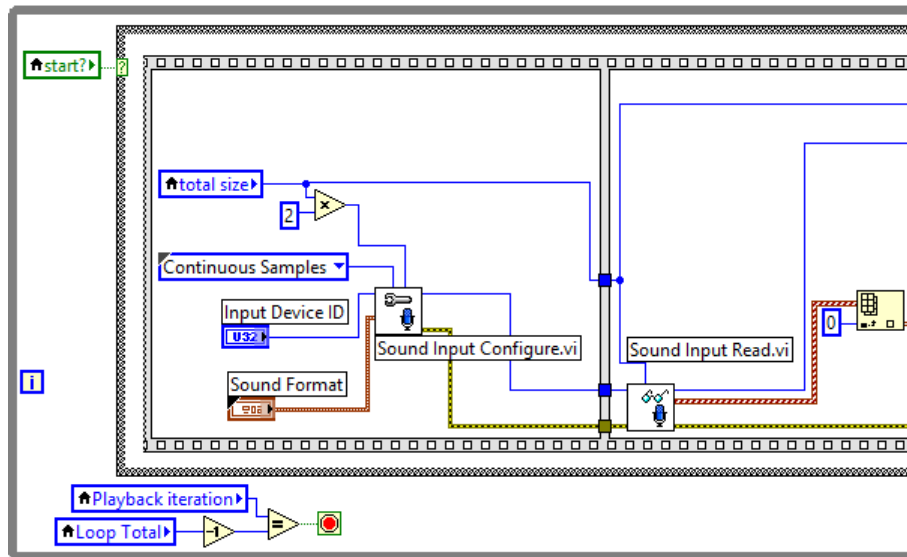 start?
?
total size
x
2
Continuous Samples
Input Device ID
U32
Sound Input Configure.vi
Sound Input Read.vi
0
Sound Format
i
Playback iteration
Loop Total
-1
=